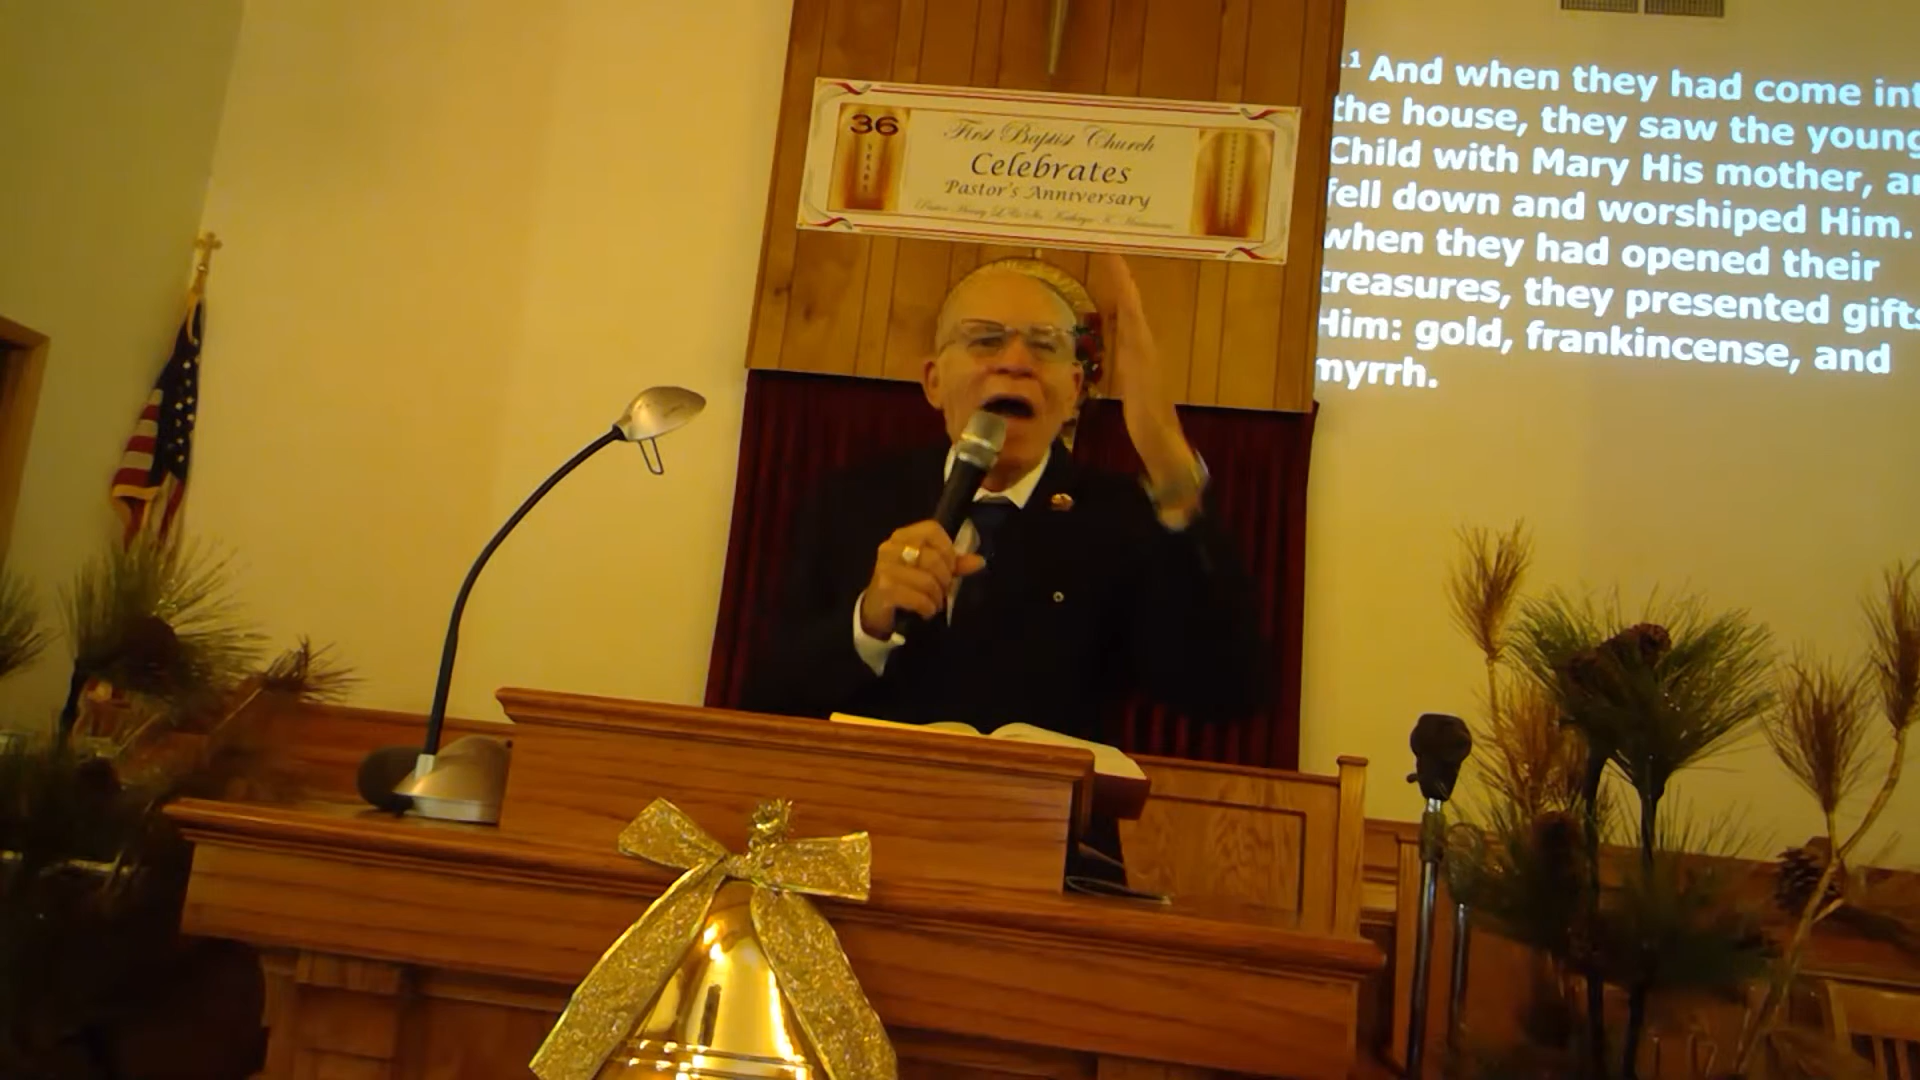 36
YEARS
First Baptist Church
Celebrates
Pastor's Anniversary
11 And when they had come int
the house, they saw the young
Child with Mary His mother, an
fell down and worshiped Him.
when they had opened their
treasures, they presented gifts
Him: gold, frankincense, and
myrrh.